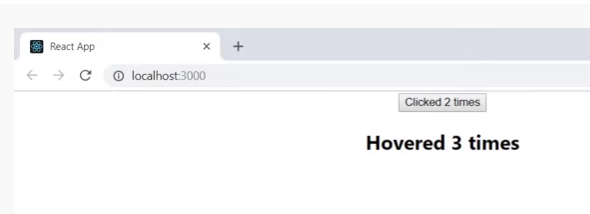 React App
localhost:3000
Clicked 2 times
Hovered 3 times